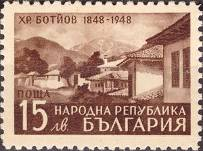 ХР. БОТЙОВ 1848-1948
ПОЩА
15 лв.
НАРОДНА РЕПУБЛИКА
БЪЛГАРИЯ